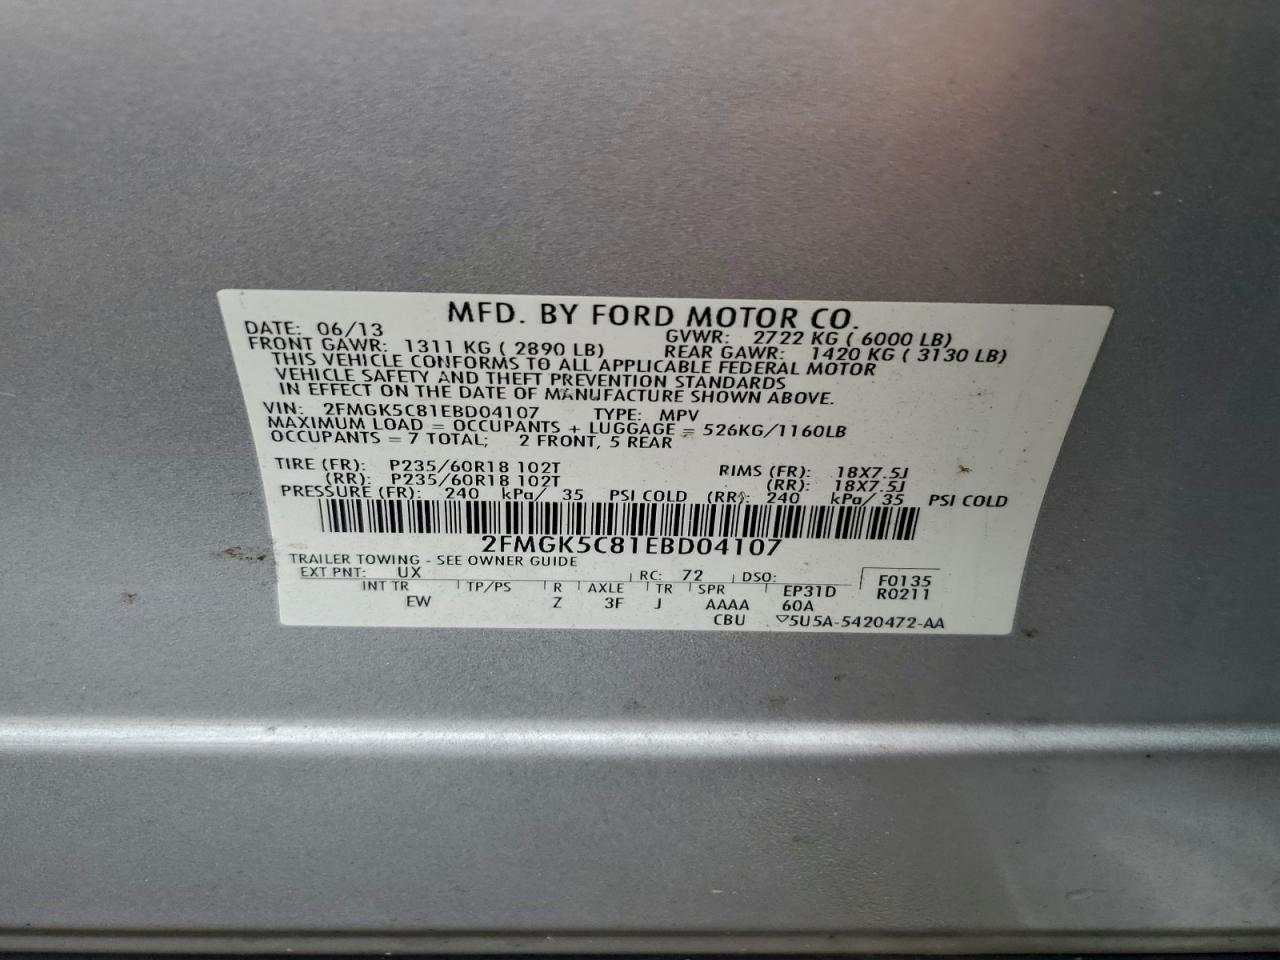 MFD. BY FORD MOTOR CO.
DATE: 06/13 GVWR: 2722 KG ( 6000 LB)
FRONT GAWR: 1311 KG ( 2890 LB) REAR GAWR: 1420 KG ( 3130 LB)
THIS VEHICLE CONFORMS TO ALL APPLICABLE FEDERAL MOTOR
VEHICLE SAFETY AND THEFT PREVENTION STANDARDS
IN EFFECT ON THE DATE OF MANUFACTURE SHOWN ABOVE.
VIN: 2FMGK5C81EBD04107 TYPE: MPV
MAXIMUM LOAD = OCCUPANTS + LUGGAGE = 526KG/1160LB
OCCUPANTS = 7 TOTAL; 2 FRONT, 5 REAR
TIRE (FR): P235/60R18 102T RIMS (FR): 18X7.5J
(RR): P235/60R18 102T (RR): 18X7.5J
PRESSURE (FR): 240 kPa/ 35 PSI COLD (RR): 240 kPa/ 35 PSI COLD
2FMGK5C81EBD04107
TRAILER TOWING - SEE OWNER GUIDE
EXT PNT: UX RC: 72 DSO: F0135
INT TR TP/PS R AXLE TR SPR EP31D R0211
EW Z 3F J AAAA 60A
CBU ▽5U5A-5420472-AA